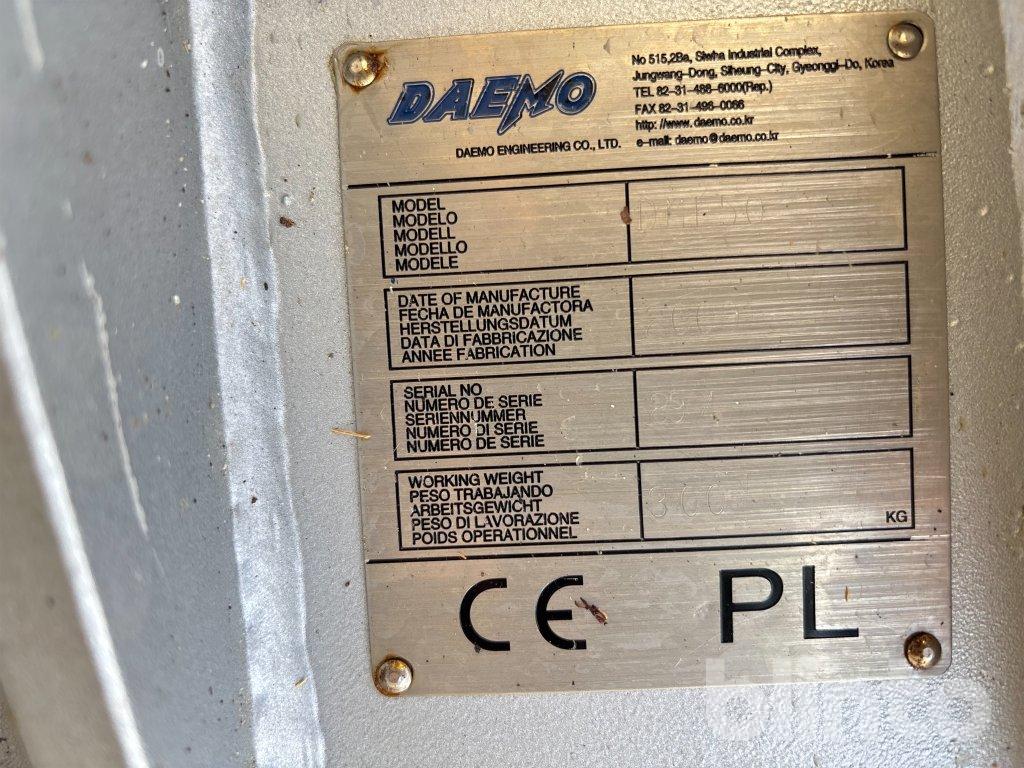 DAEMO
DAEMO ENGINEERING CO., LTD.
No 515,2Ba, Siwha Industrial Complex,
Jungwang-Dong, Siheung-City, Gyeonggi-Do, Korea
TEL 82-31-488-6000(Rep.)
FAX 82-31-498-0066
http: //www. daemo.co.kr
e-mail: daemo@daemo.co.kr
MODEL
MODELO
MODELL
MODELLO
MODELE
DATE OF MANUFACTURE
FECHA DE MANUFACTORA
HERSTELLUNGSDATUM
DATA DI FABBRICAZIONE
ANNEE FABRICATION
SERIAL NO
NUMERO DE SERIE
SERIENNUMMER
NUMERO DI SERIE
NUMERO DE SERIE
WORKING WEIGHT
PESO TRABAJANDO
ARBEITSGEWICHT
PESO DI LAVORAZIONE
POIDS OPERATIONNEL
300
KG
CE PL
blinto